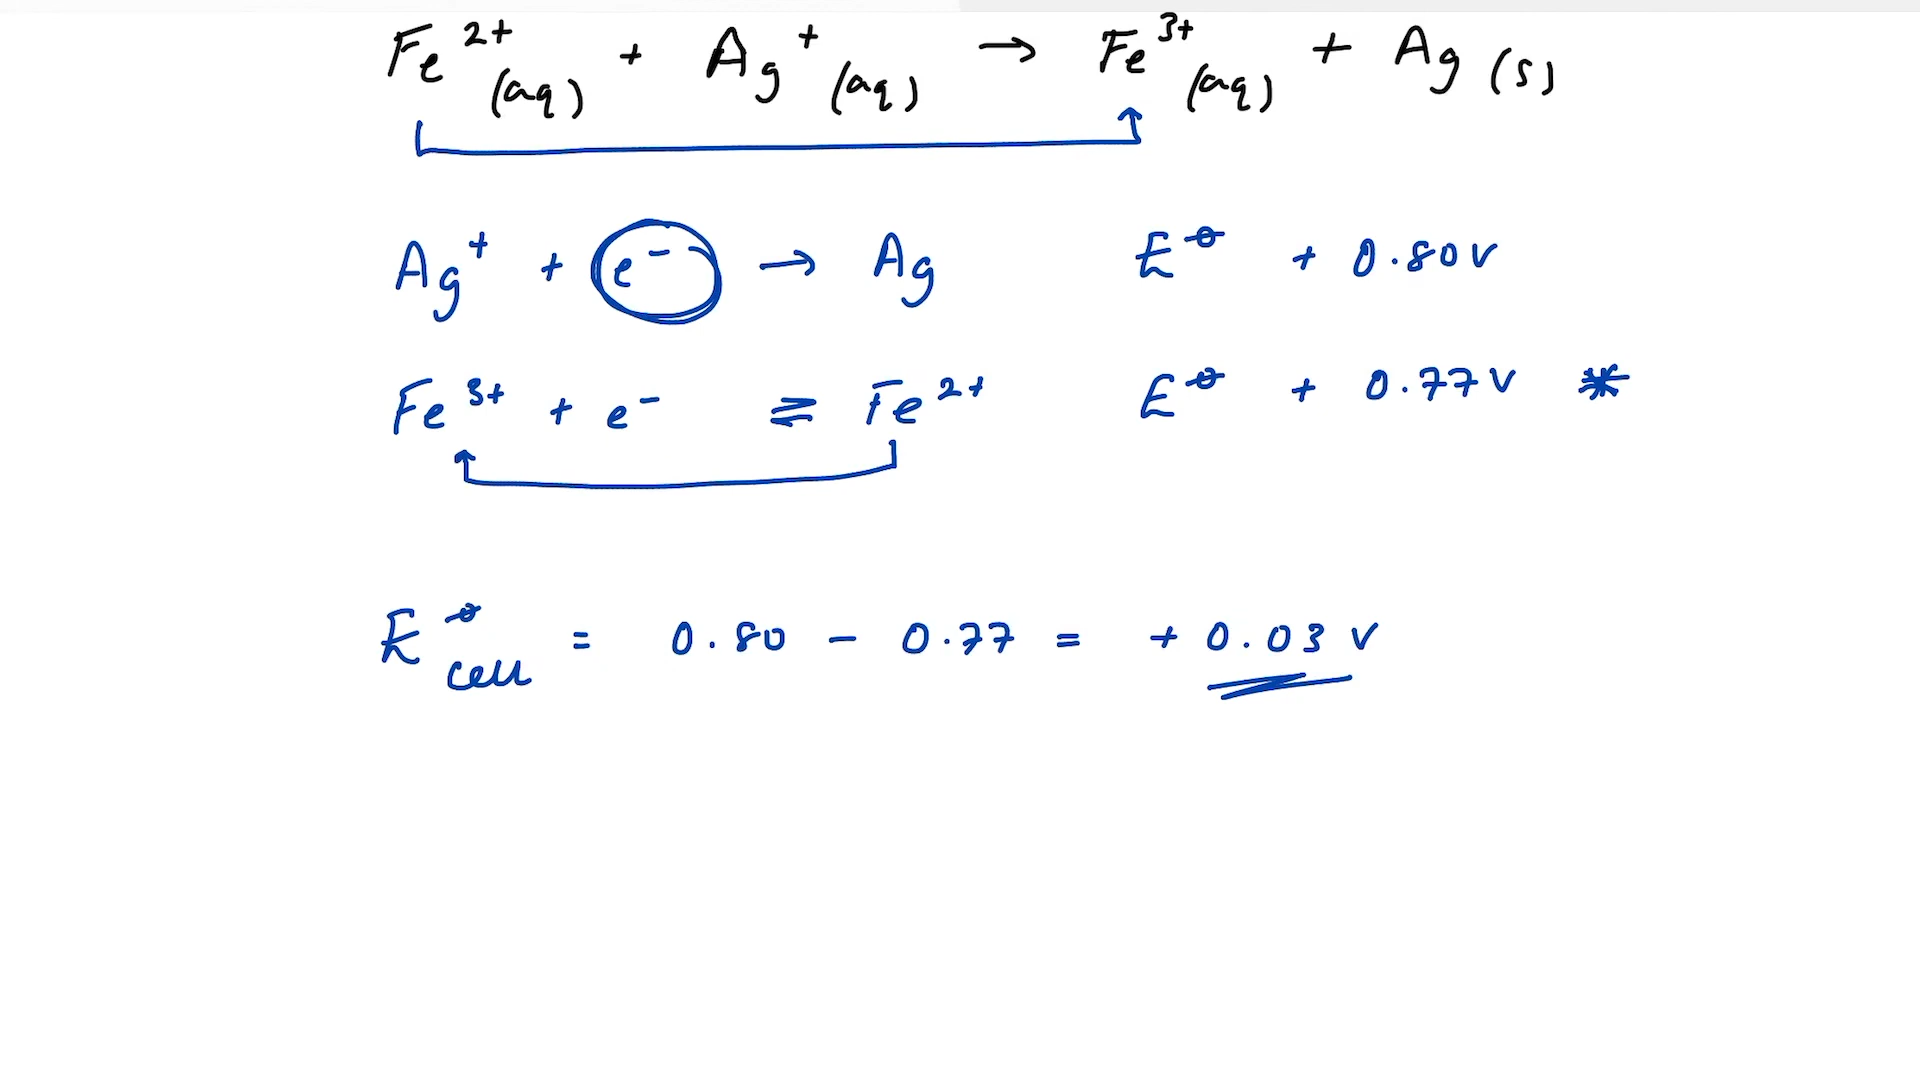 Fe²⁺(aq) + Ag⁺(aq) → Fe³⁺(aq) + Ag(s)
Ag⁺ + e⁻ → Ag E⦵ + 0.80V
Fe³⁺ + e⁻ ⇌ Fe²⁺ E⦵ + 0.77V *
E⦵cell = 0.80 - 0.77 = + 0.03 V